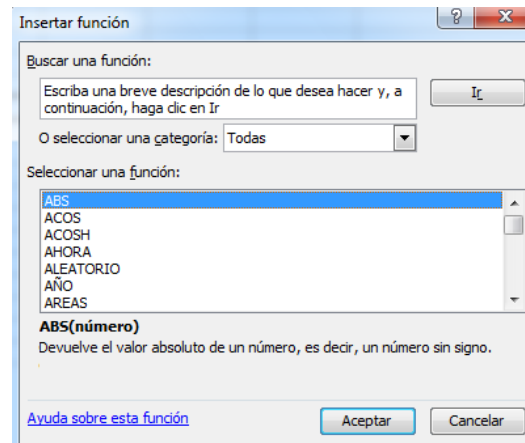 Insertar función
Buscar una función:
Escriba una breve descripción de lo que desea hacer y, a
continuación, haga clic en Ir
Ir
O seleccionar una categoría: Todas
Seleccionar una función:
ABS
ACOS
ACOSH
AHORA
ALEATORIO
AÑO
AREAS
ABS(número)
Devuelve el valor absoluto de un número, es decir, un número sin signo.
Ayuda sobre esta función
Aceptar
Cancelar